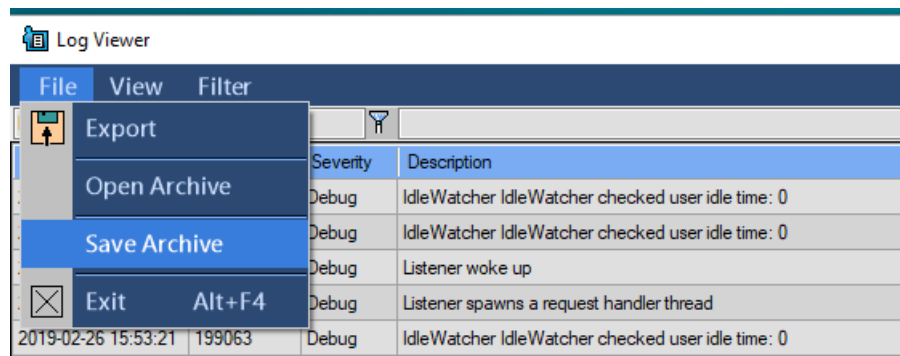 Log Viewer
File View Filter
Export
Severity Description
Open Archive
Debug IdleWatcher IdleWatcher checked user idle time: 0
Save Archive
Debug IdleWatcher IdleWatcher checked user idle time: 0
Debug Listener woke up
Exit Alt+F4
Debug Listener spawns a request handler thread
2019-02-26 15:53:21 199063 Debug IdleWatcher IdleWatcher checked user idle time: 0